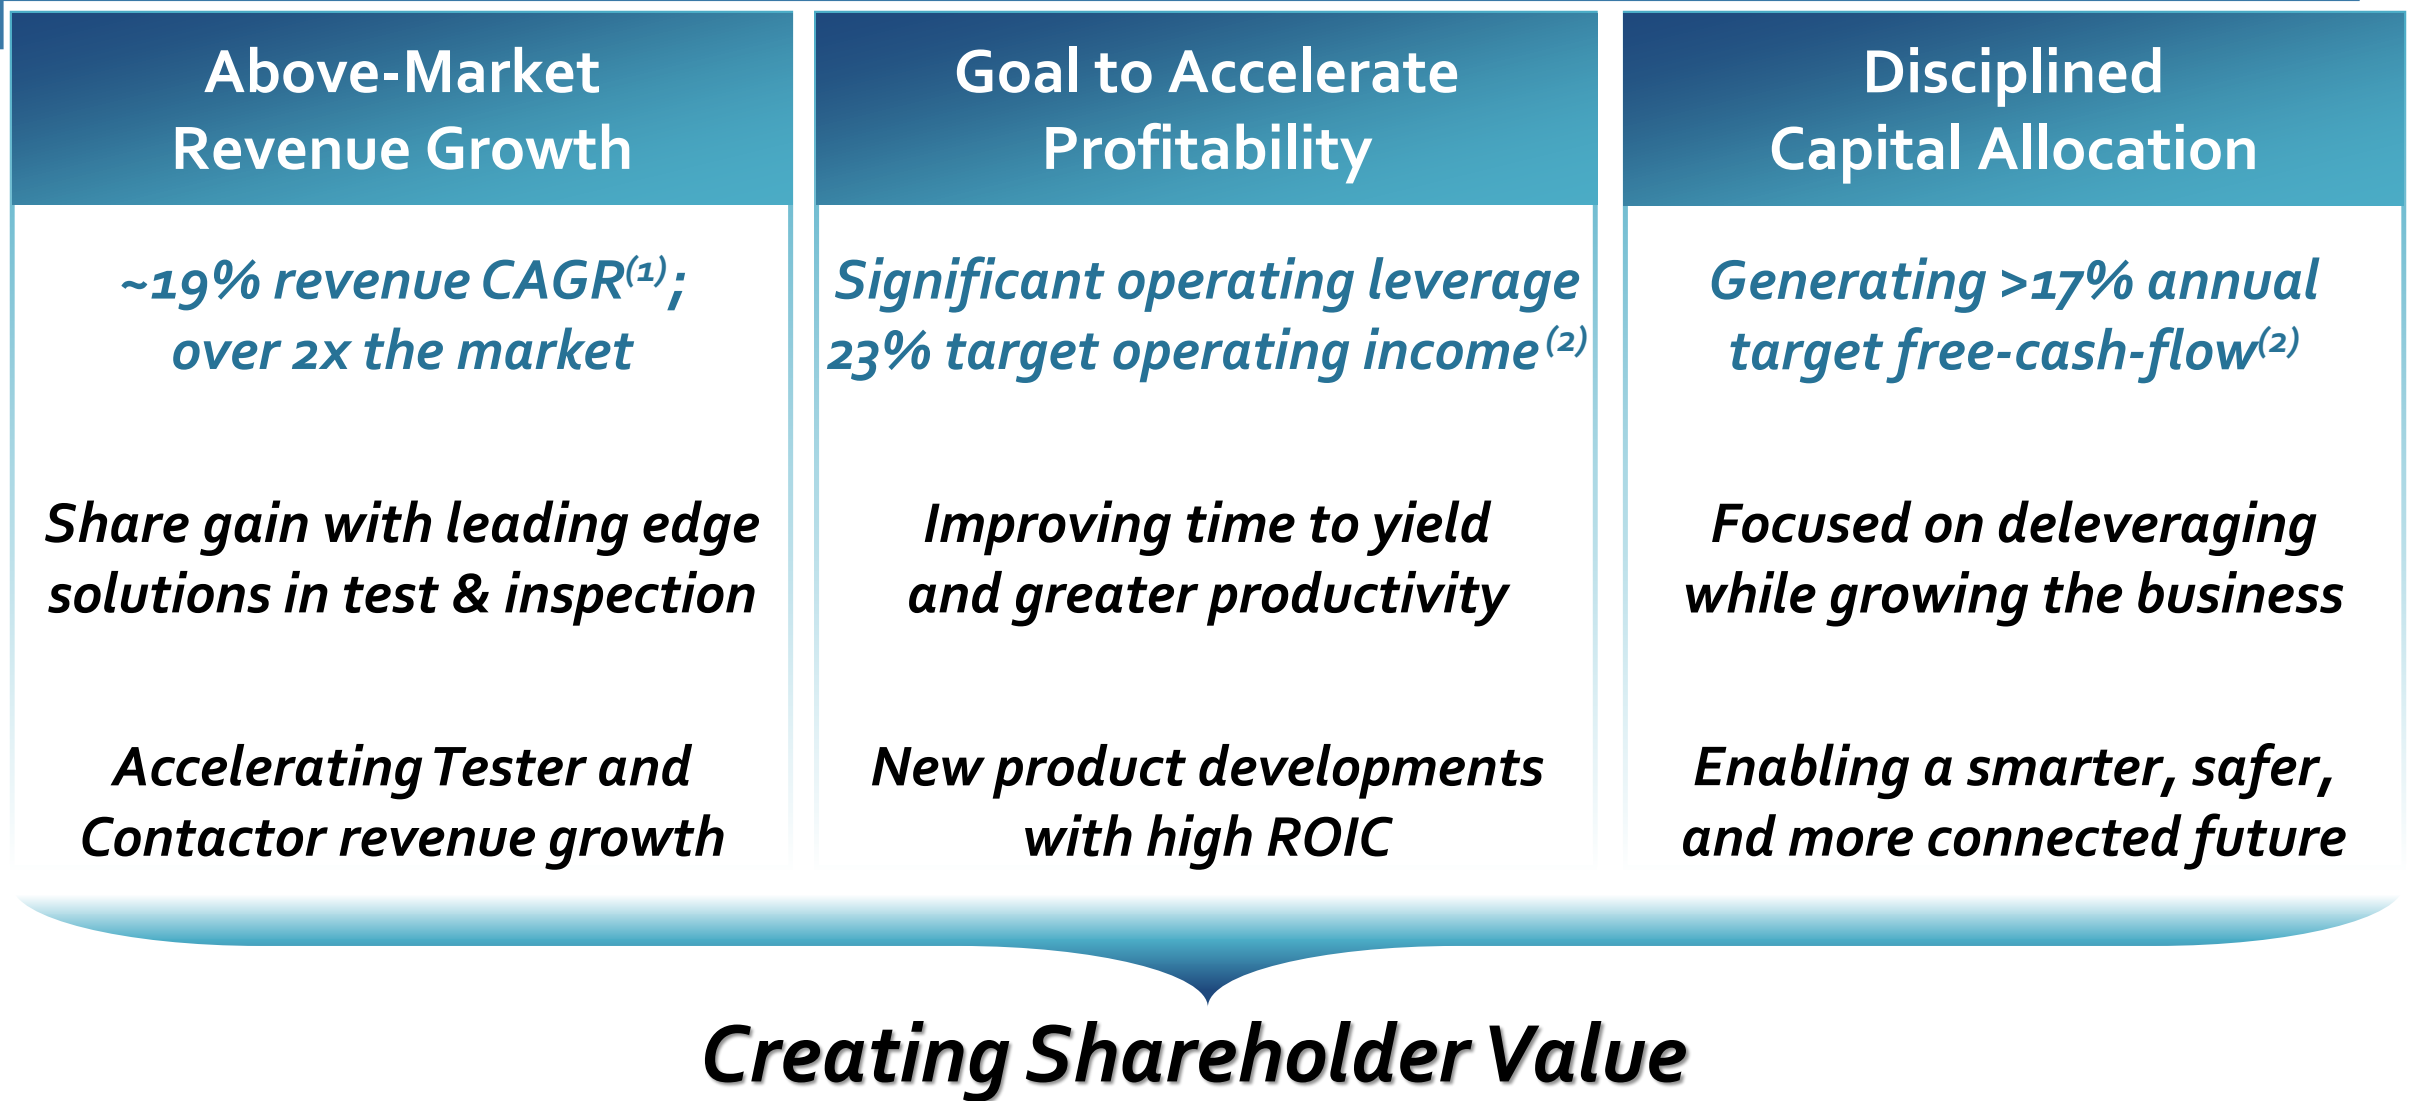 Above-Market
Revenue Growth
~19% revenue CAGR(1);
over 2x the market
Share gain with leading edge
solutions in test & inspection
Accelerating Tester and
Contactor revenue growth
Goal to Accelerate
Profitability
Significant operating leverage
23% target operating income(2)
Improving time to yield
and greater productivity
New product developments
with high ROIC
Disciplined
Capital Allocation
Generating >17% annual
target free-cash-flow(2)
Focused on deleveraging
while growing the business
Enabling a smarter, safer,
and more connected future
Creating Shareholder Value